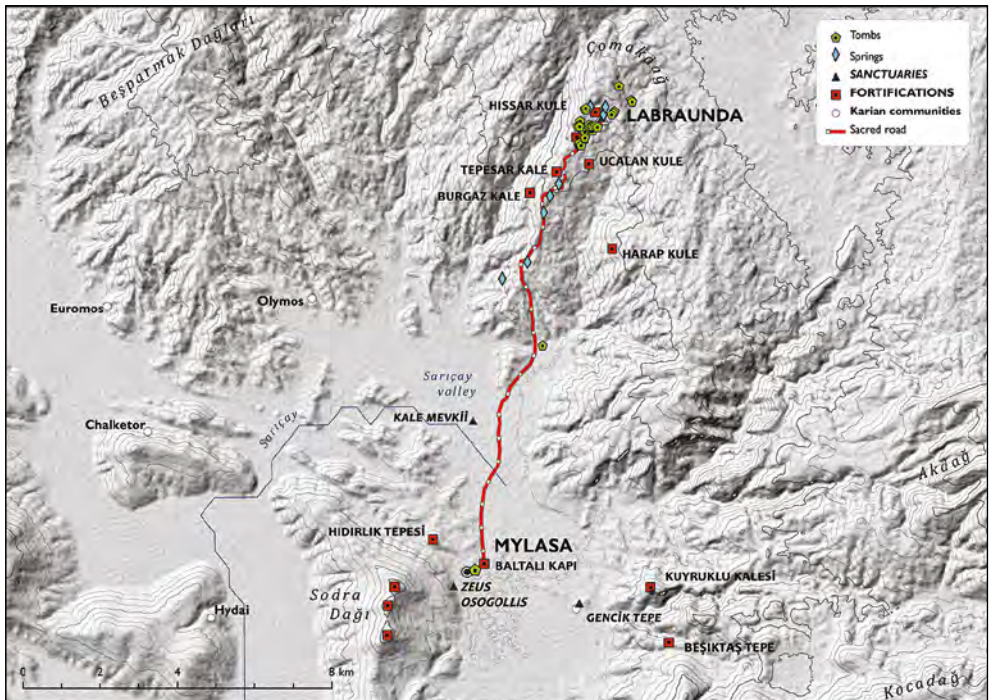 Tombs
Springs
SANCTUARIES
FORTIFICATIONS
Karian communities
Sacred road
Beşparmak Dağları
Çomakdağ
HISSAR KULE
LABRAUNDA
TEPESAR KALE
UCALAN KULE
BURGAZ KALE
HARAP KULE
Euromos
Olymos
Sarıçay
valley
KALE MEVKİİ
Sarıçay
Chalketor
Akdağ
HIDIRLIK TEPESİ
MYLASA
BALTALI KAPI
ZEUS
OSOGOLLIS
KUYRUKLU KALESİ
Sodra
Dağı
GENCİK TEPE
Hydai
BEŞİKTAŞ TEPE
Kocadağ
0 2 4 8 km